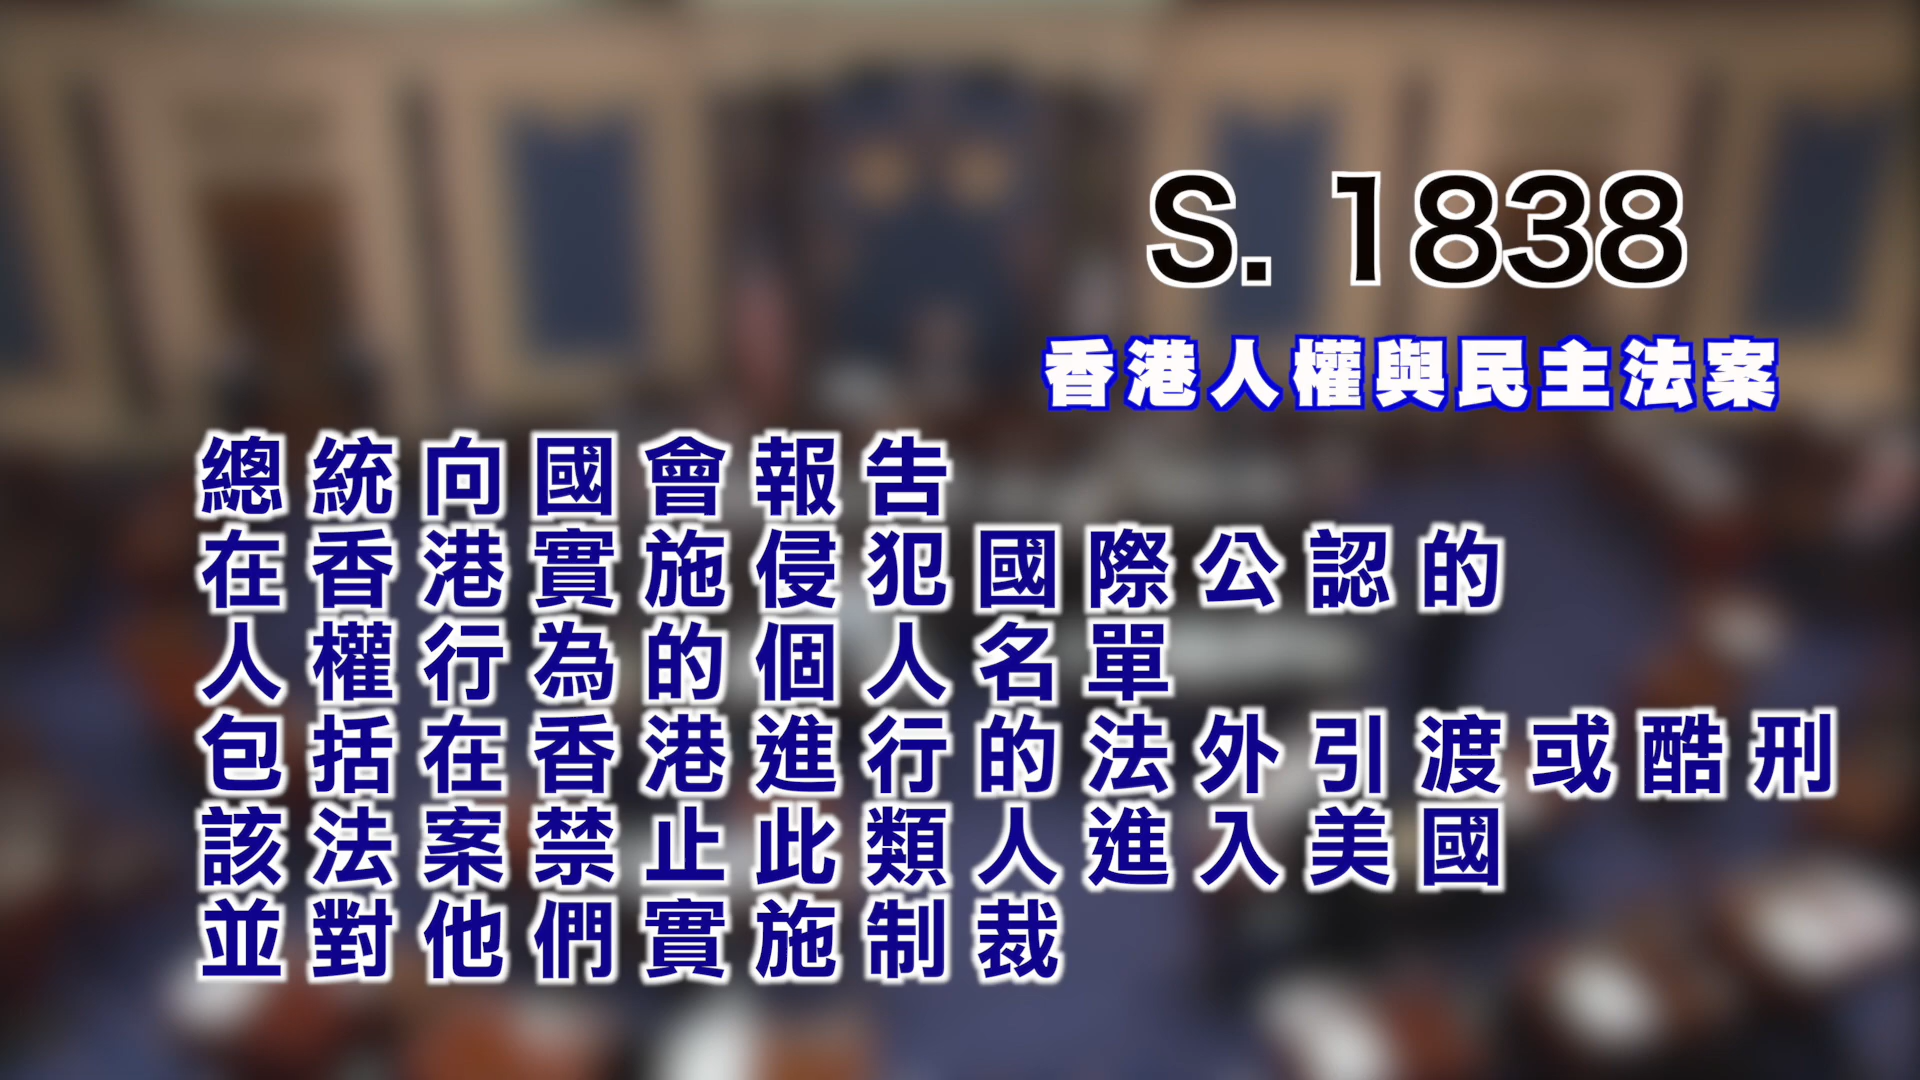 S. 1838
香港人權與民主法案
總統向國會報告
在香港實施侵犯國際公認的
人權行為的個人名單
包括在香港進行的法外引渡或酷刑
該法案禁止此類人進入美國
並對他們實施制裁